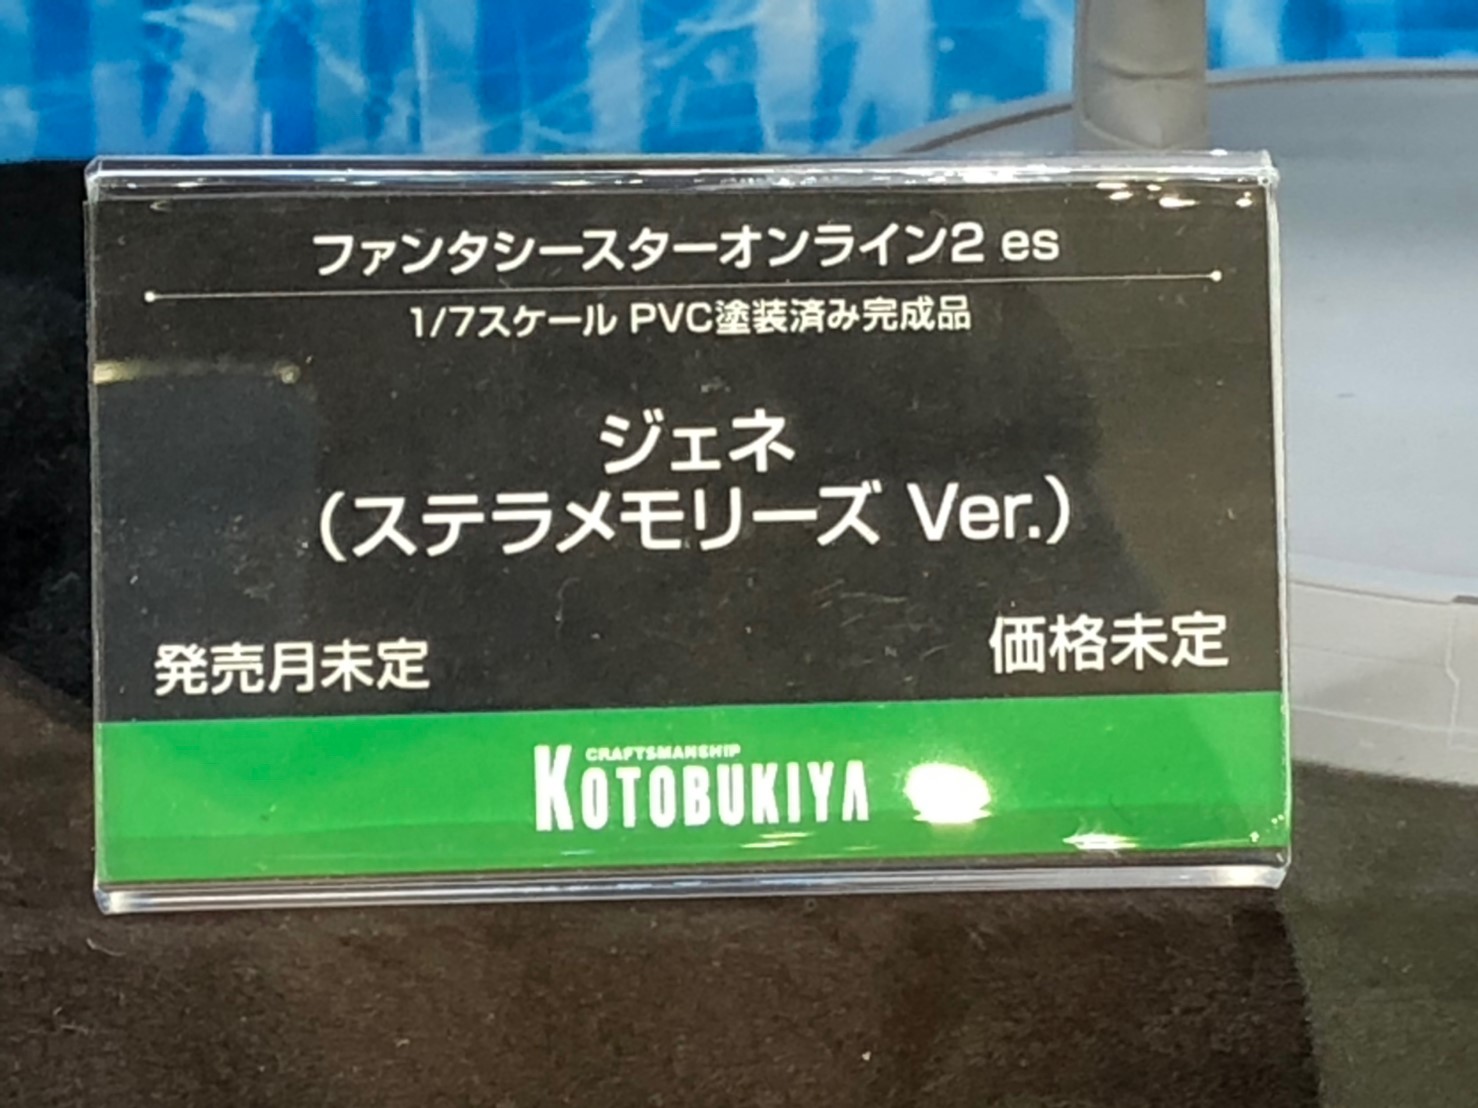 ファンタシースターオンライン2 es
1/7スケール PVC塗装済み完成品
ジェネ
（ステラメモリーズ Ver.）
発売月未定
価格未定
CRAFTSMANSHIP
KOTOBUKIYA